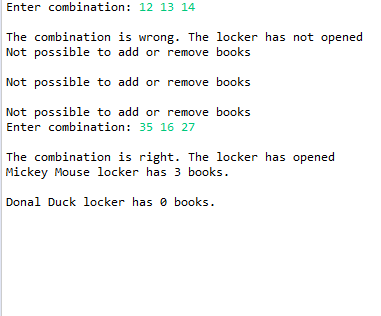 Enter combination: 12 13 14
The combination is wrong. The locker has not opened
Not possible to add or remove books
Not possible to add or remove books
Not possible to add or remove books
Enter combination: 35 16 27
The combination is right. The locker has opened
Mickey Mouse locker has 3 books.
Donal Duck locker has 0 books.